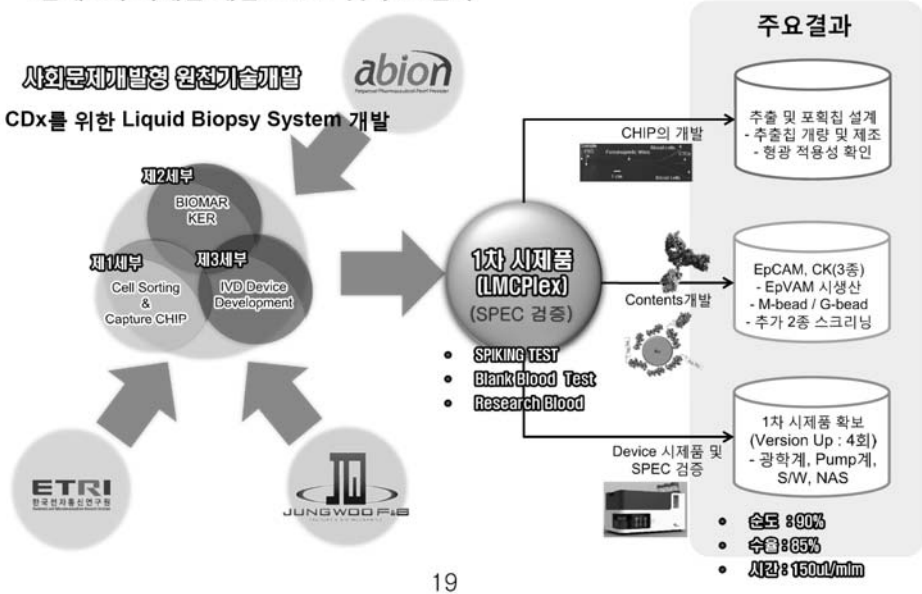 사회문제개발형 원천기술개발
CDx를 위한 Liquid Biopsy System 개발
abion
제2세부
BIOMAR
KER
제1세부
Cell Sorting
&
Capture CHIP
제3세부
IVD Device
Development
ETRI
한국전자통신연구원
JUNGWOO F&B
1차 시제품
(LMCPlex)
(SPEC 검증)
• SPIKING TEST
• Blank Blood Test
• Research Blood
CHIP의 개발
Contents개발
Device 시제품 및
SPEC 검증
주요결과
추출 및 포획칩 설계
- 추출칩 개량 및 제조
- 형광 적용성 확인
EpCAM, CK(3종)
- EpVAM 시생산
- M-bead / G-bead
- 추가 2종 스크리닝
1차 시제품 확보
(Version Up : 4회)
- 광학계, Pump계,
S/W, NAS
• 순도 : 90%
• 수율 : 85%
• 시간 : 150uL/mim
19